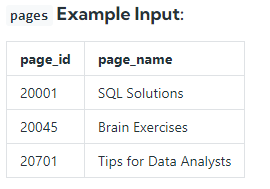 pages Example Input:
page_id page_name
20001 SQL Solutions
20045 Brain Exercises
20701 Tips for Data Analysts